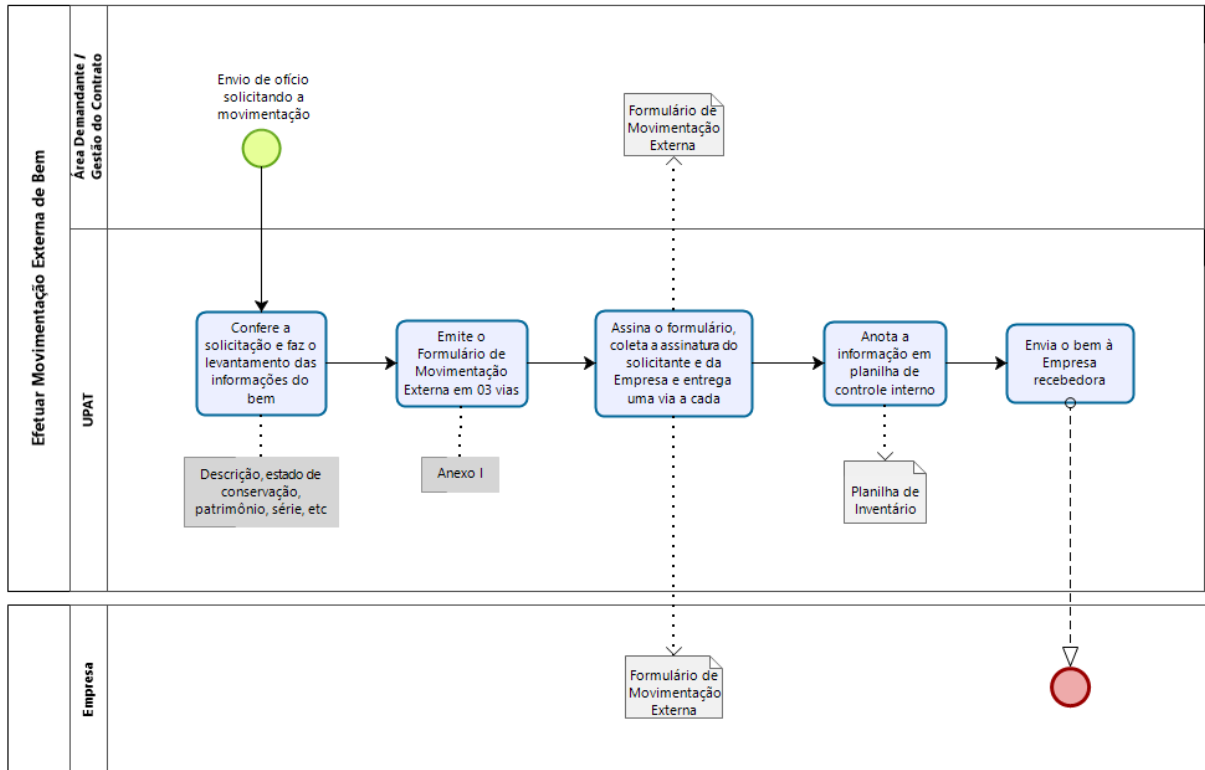 Efetuar Movimentação Externa de Bem
Área Demandante /
Gestão do Contrato
Envio de ofício
solicitando a
movimentação
Formulário de
Movimentação
Externa
UPAT
Confere a
solicitação e faz o
levantamento das
informações do
bem
Emite o
Formulário de
Movimentação
Externa em 03 vias
Assina o formulário,
coleta a assinatura do
solicitante e da
Empresa e entrega
uma via a cada
Anota a
informação em
planilha de
controle interno
Envia o bem à
Empresa
recebedora
Descrição, estado de
conservação,
patrimônio, série, etc
Anexo I
Planilha de
Inventário
Empresa
Formulário de
Movimentação
Externa